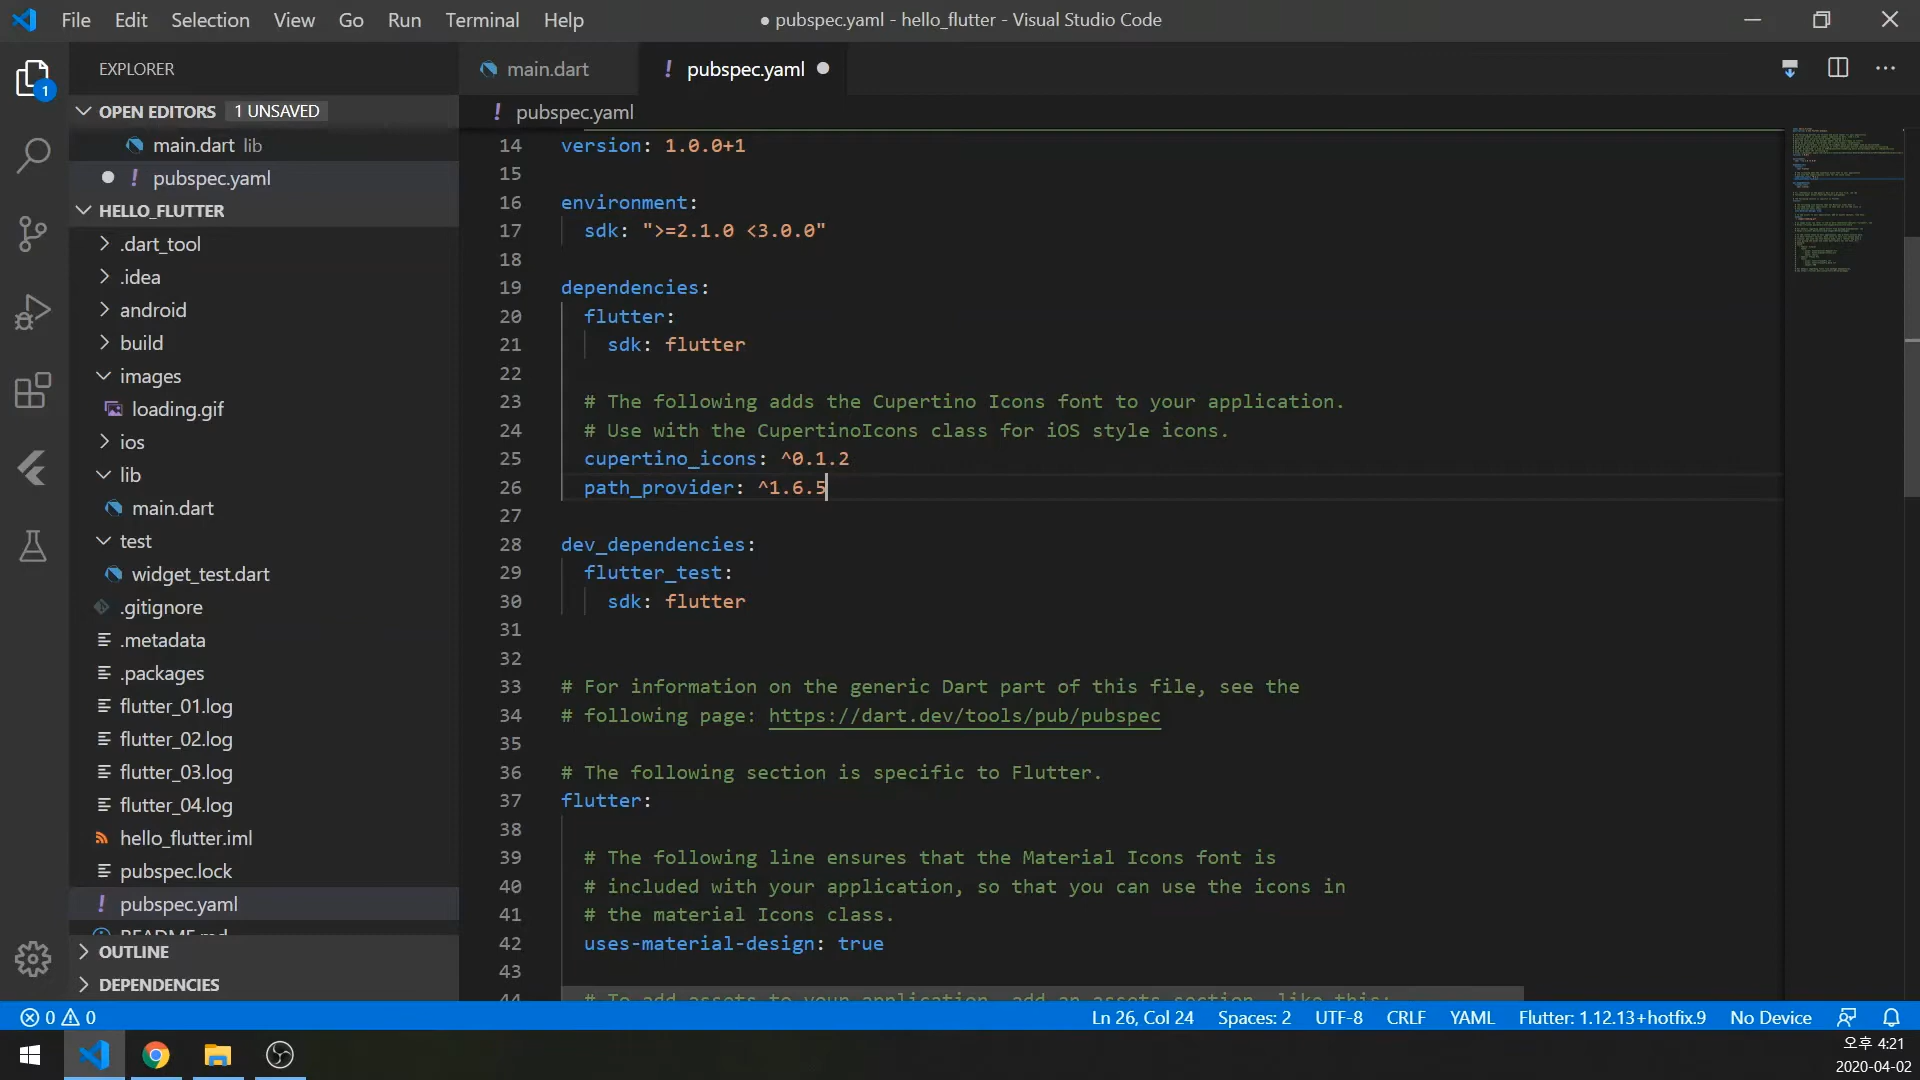 File Edit Selection View Go Run Terminal Help
● pubspec.yaml - hello_flutter - Visual Studio Code
EXPLORER
OPEN EDITORS 1 UNSAVED
main.dart lib
pubspec.yaml
HELLO_FLUTTER
.dart_tool
.idea
android
build
images
loading.gif
ios
lib
main.dart
test
widget_test.dart
.gitignore
.metadata
.packages
flutter_01.log
flutter_02.log
flutter_03.log
flutter_04.log
hello_flutter.iml
pubspec.lock
pubspec.yaml
README.md
OUTLINE
DEPENDENCIES
1
main.dart
! pubspec.yaml
! pubspec.yaml
14 version: 1.0.0+1
15
16 environment:
17 sdk: ">=2.1.0 <3.0.0"
18
19 dependencies:
20 flutter:
21 sdk: flutter
22
23 # The following adds the Cupertino Icons font to your application.
24 # Use with the CupertinoIcons class for iOS style icons.
25 cupertino_icons: ^0.1.2
26 path_provider: ^1.6.5
27
28 dev_dependencies:
29 flutter_test:
30 sdk: flutter
31
32
33 # For information on the generic Dart part of this file, see the
34 # following page: https://dart.dev/tools/pub/pubspec
35
36 # The following section is specific to Flutter.
37 flutter:
38
39 # The following line ensures that the Material Icons font is
40 # included with your application, so that you can use the icons in
41 # the material Icons class.
42 uses-material-design: true
43
44 # To add assets to your application, add an assets section, like this:
0 0
Ln 26, Col 24 Spaces: 2 UTF-8 CRLF YAML Flutter: 1.12.13+hotfix.9 No Device
오후 4:21
2020-04-02